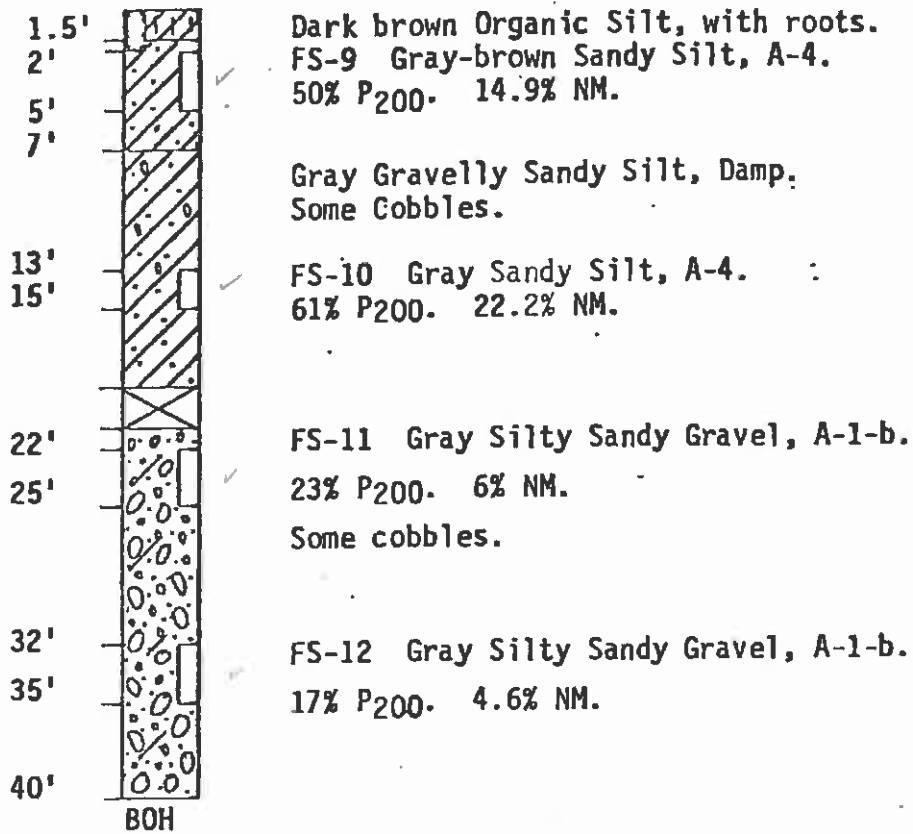 1.5' Dark brown Organic Silt, with roots.
2' FS-9 Gray-brown Sandy Silt, A-4.
5' 50% P200. 14.9% NM.
7'
Gray Gravelly Sandy Silt, Damp.
Some Cobbles.
13' FS-10 Gray Sandy Silt, A-4.
15' 61% P200. 22.2% NM.
22' FS-11 Gray Silty Sandy Gravel, A-1-b.
25' 23% P200. 6% NM.
Some cobbles.
32' FS-12 Gray Silty Sandy Gravel, A-1-b.
35' 17% P200. 4.6% NM.
40'
BOH